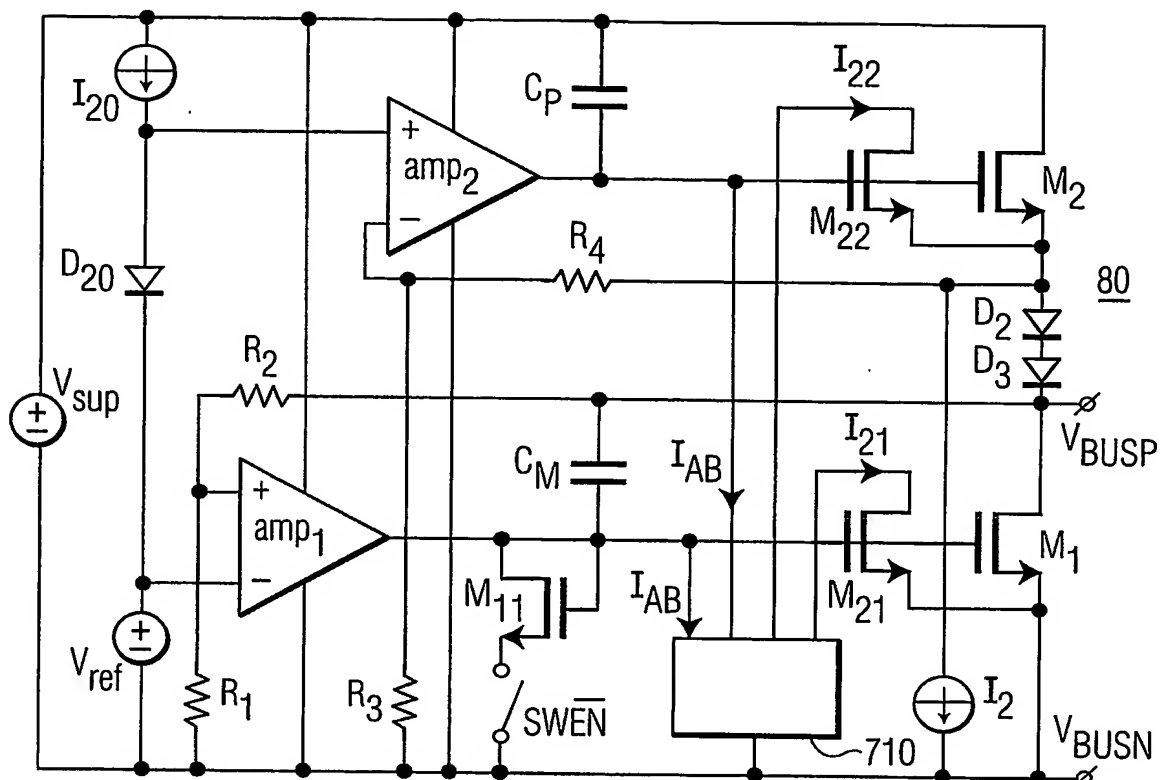 I20
CP
I22
+
amp2
−
M22
M2
R4
80
D20
D2
D3
R2
Vsup
VBUSP
CM
IAB
I21
+
amp1
−
M11
IAB
M21
M1
Vref
R1
R3
SWEN̅
I2
710
VBUSN